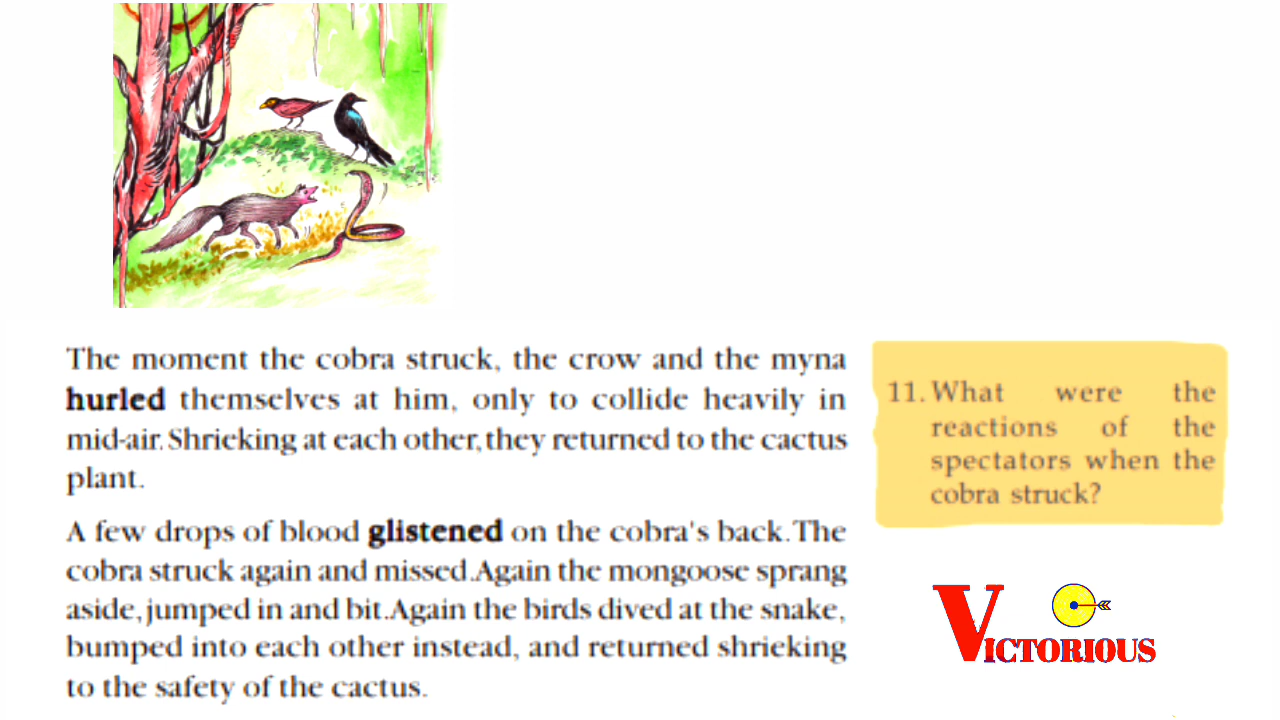 The moment the cobra struck, the crow and the myna
hurled themselves at him, only to collide heavily in
mid-air. Shrieking at each other, they returned to the cactus
plant.
A few drops of blood glistened on the cobra's back. The
cobra struck again and missed. Again the mongoose sprang
aside, jumped in and bit. Again the birds dived at the snake,
bumped into each other instead, and returned shrieking
to the safety of the cactus.
11. What were the
reactions of the
spectators when the
cobra struck?
VICTORIOUS